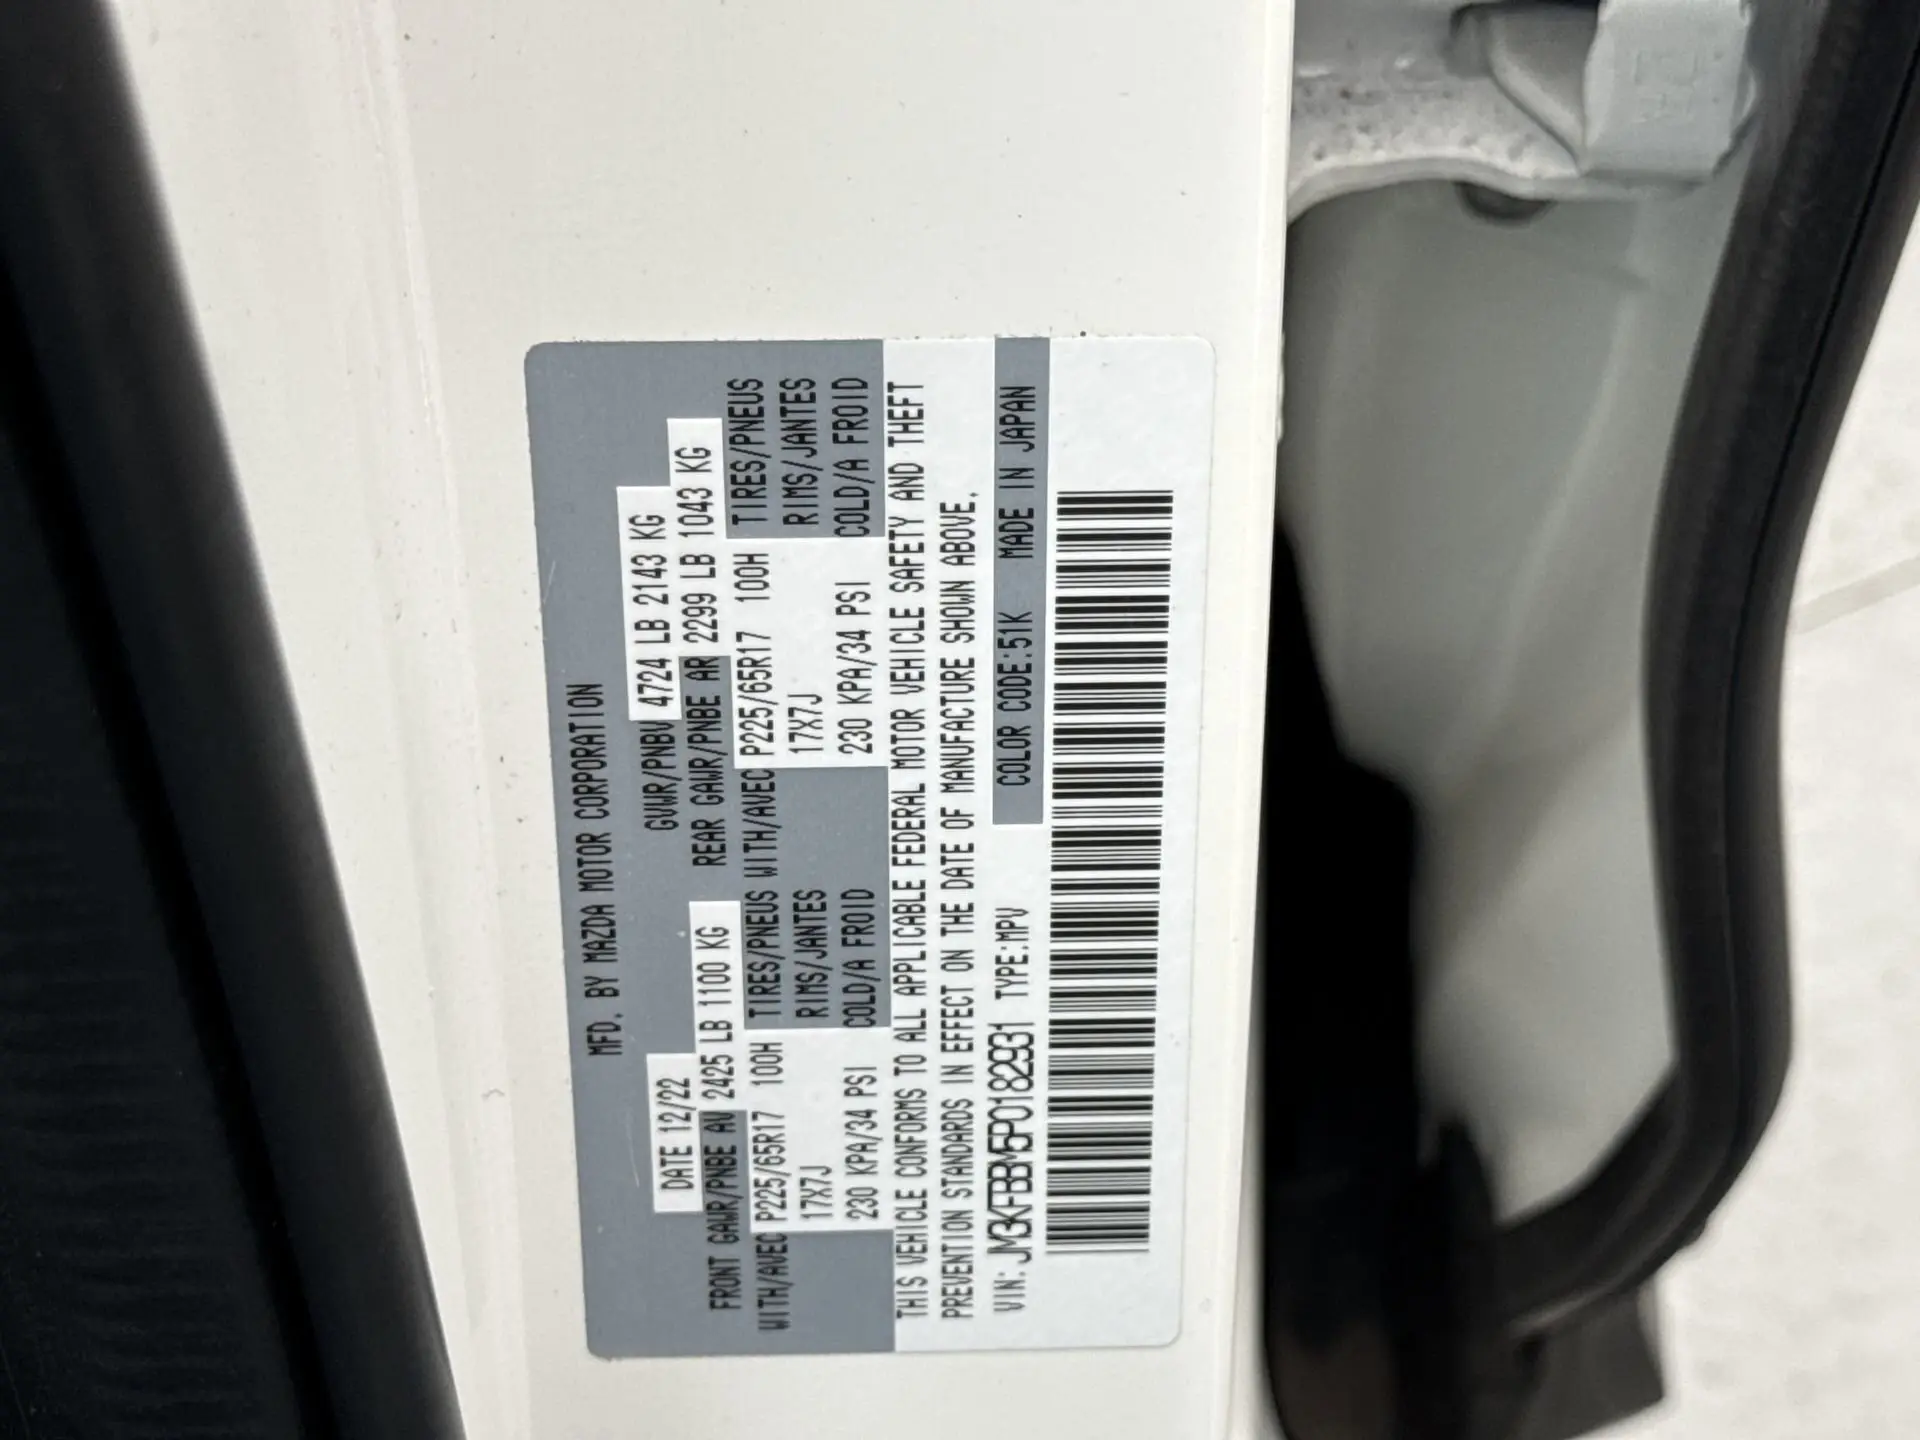 MFD. BY MAZDA MOTOR CORPORATION
DATE 12/22 GVWR/PNBV 4724 LB 2143 KG
FRONT GAWR/PNBE AV 2425 LB 1100 KG REAR GAWR/PNBE AR 2299 LB 1043 KG
WITH/AVEC P225/65R17 100H TIRES/PNEUS WITH/AVEC P225/65R17 100H TIRES/PNEUS
17X7J RIMS/JANTES 17X7J RIMS/JANTES
230 KPA/34 PSI COLD/A FROID 230 KPA/34 PSI COLD/A FROID
THIS VEHICLE CONFORMS TO ALL APPLICABLE FEDERAL MOTOR VEHICLE SAFETY AND THEFT
PREVENTION STANDARDS IN EFFECT ON THE DATE OF MANUFACTURE SHOWN ABOVE.
VIN: JM3KFBBM5P0182931 TYPE:MPV COLOR CODE:51K MADE IN JAPAN